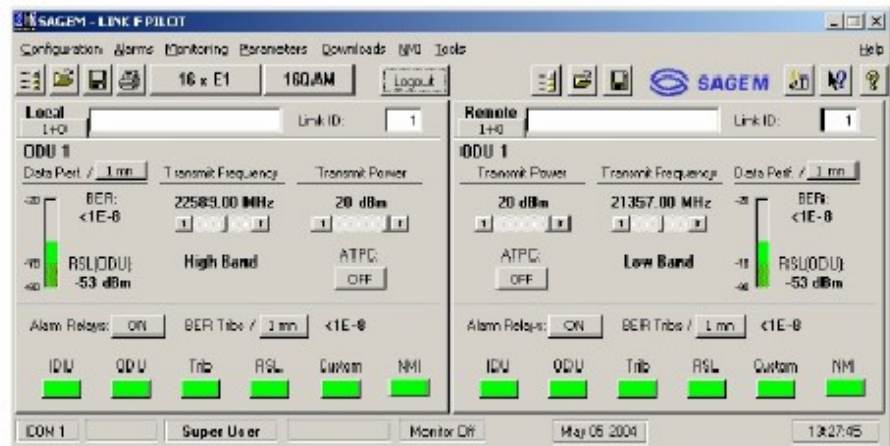 SAGEM - LINK F PILOT
Configuration Alarms Monitoring Parameters Downloads NMI Tools Help
16 x E1 160/4M Logout SAGEM
Local Link ID: 1
1+0
ODU 1
Data Perf. / 1 mn Transmit Frequency Transmit Power
-20 BER: 22589.00 MHz 20 dBm
<1E-8
ATPC:
-70 RSL(ODU): High Band OFF
-90 -53 dBm
Alarm Relays: ON BER Tribs / 1 mn <1E-8
IDU ODU Trib RSL Custom NMI
Remote Link ID: 1
1+0
ODU 1
Transmit Power Transmit Frequency Data Perf. / 1 mn
20 dBm 21357.00 MHz BER:
<1E-8
ATPC: Low Band RSL(ODU):
OFF -53 dBm
Alarm Relays: ON BER Tribs / 1 mn <1E-8
IDU ODU Trib RSL Custom NMI
CON 1 Super User Monitor Off May 05 2004 13:27:45